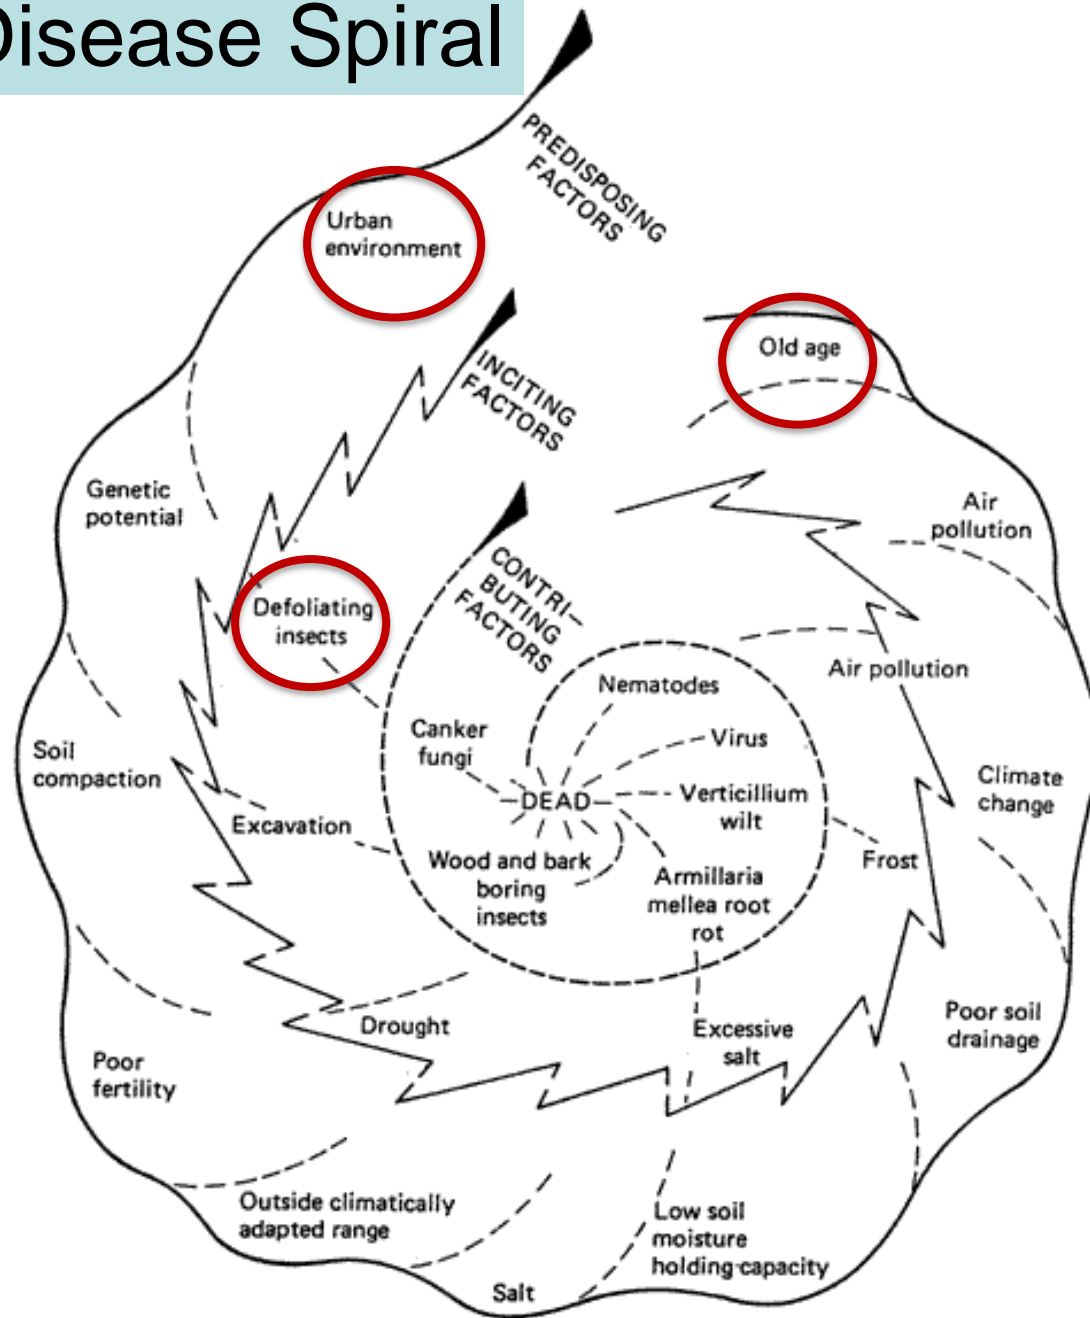 Disease Spiral
PREDISPOSING
FACTORS
Urban
environment
INCITING
FACTORS
Old age
Genetic
potential
Air
pollution
CONTRI-
BUTING
FACTORS
Defoliating
insects
Air pollution
Nematodes
Canker
fungi
Virus
Soil
compaction
Climate
change
DEAD
Verticillium
wilt
Excavation
Frost
Wood and bark
boring
insects
Armillaria
mellea root
rot
Drought
Excessive
salt
Poor soil
drainage
Poor
fertility
Outside climatically
adapted range
Low soil
moisture
holding-capacity
Salt